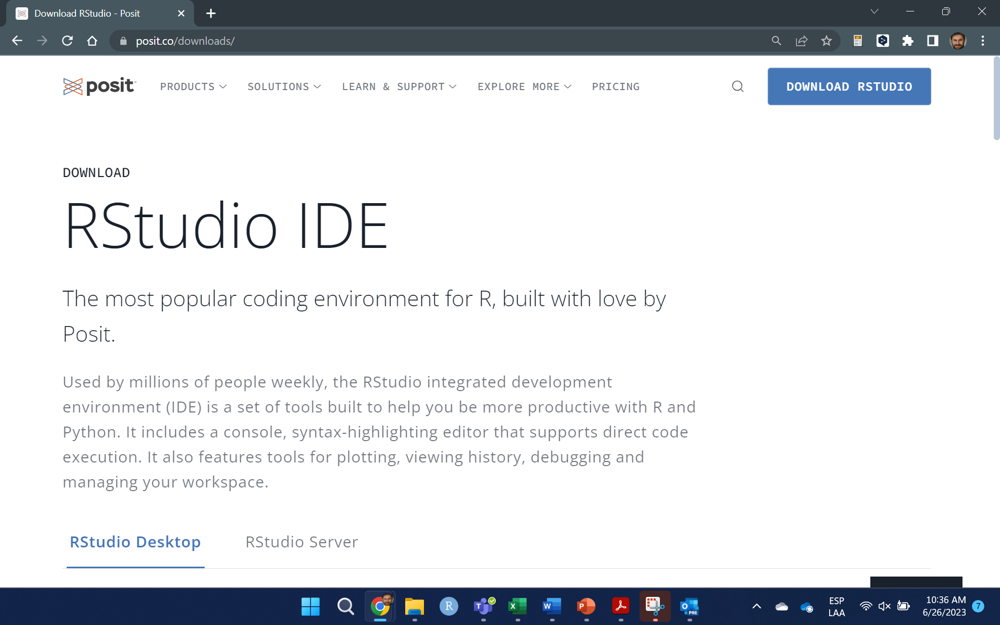 Download RStudio - Posit
posit.co/downloads/
posit
PRODUCTS
SOLUTIONS
LEARN & SUPPORT
EXPLORE MORE
PRICING
DOWNLOAD RSTUDIO
DOWNLOAD
RStudio IDE
The most popular coding environment for R, built with love by
Posit.
Used by millions of people weekly, the RStudio integrated development
environment (IDE) is a set of tools built to help you be more productive with R and
Python. It includes a console, syntax-highlighting editor that supports direct code
execution. It also features tools for plotting, viewing history, debugging and
managing your workspace.
RStudio Desktop
RStudio Server
R
T
X
W
P
O
PRE
ESP
LAA
10:36 AM
6/26/2023
7